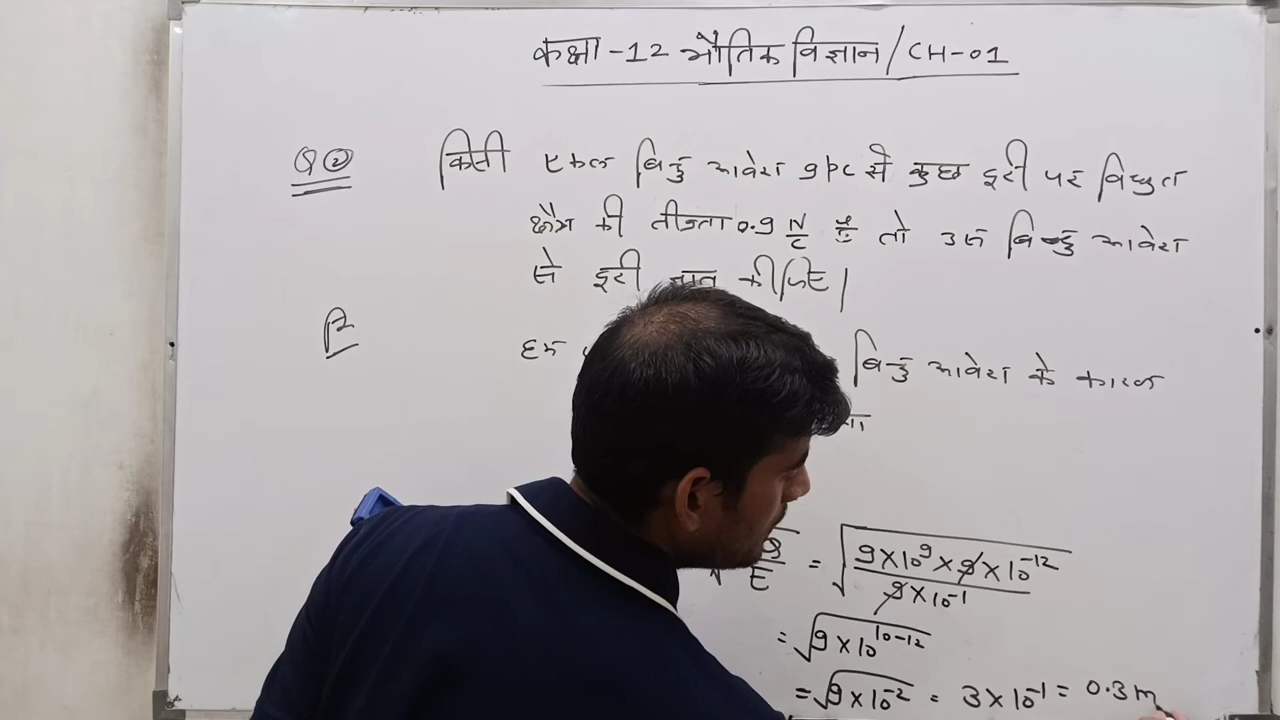 कक्षा -12 भौतिक विज्ञान / CH-01
Q② किसी एकल बिन्दु आवेश 9pc से कुछ दूरी पर विद्युत
क्षेत्र की तीव्रता 0.9 N/C है तो उस बिन्दु आवेश
से दूरी ज्ञात कीजिए।
हम बिन्दु आवेश के कारण
= √(9×10⁹×9×10⁻¹² / 9×10⁻¹)
= √9×10¹⁰⁻¹²
= √9×10⁻² = 3×10⁻¹ = 0.3m